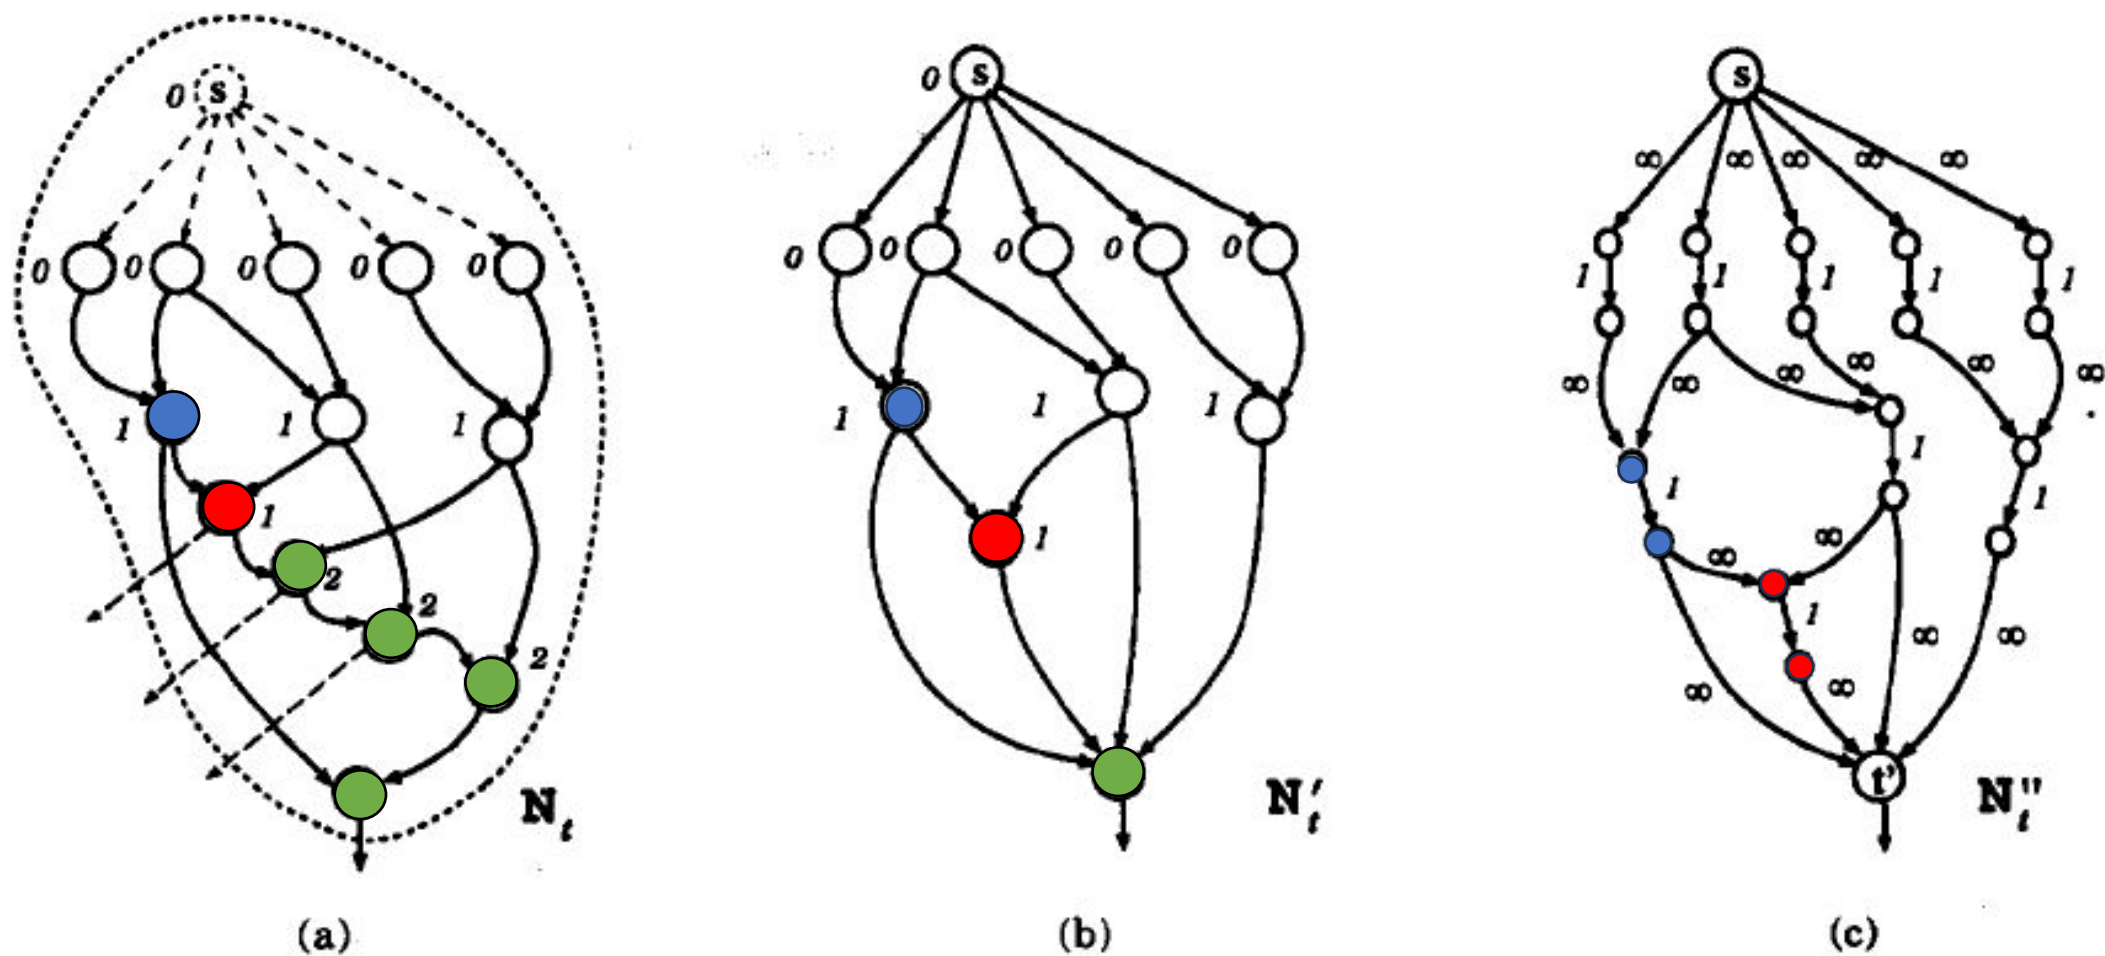 s
0
0 0 0 0 0
1 1 1
1
2
2
2
N_t
(a)
0 s
0 0 0 0 0
1 1 1
1
N'_t
(b)
s
∞ ∞ ∞ ∞ ∞
1 1 1 1 1
∞ ∞ ∞ ∞ ∞ ∞
1 1 1
∞ ∞
1
∞ ∞ ∞ ∞
t'
N''_t
(c)